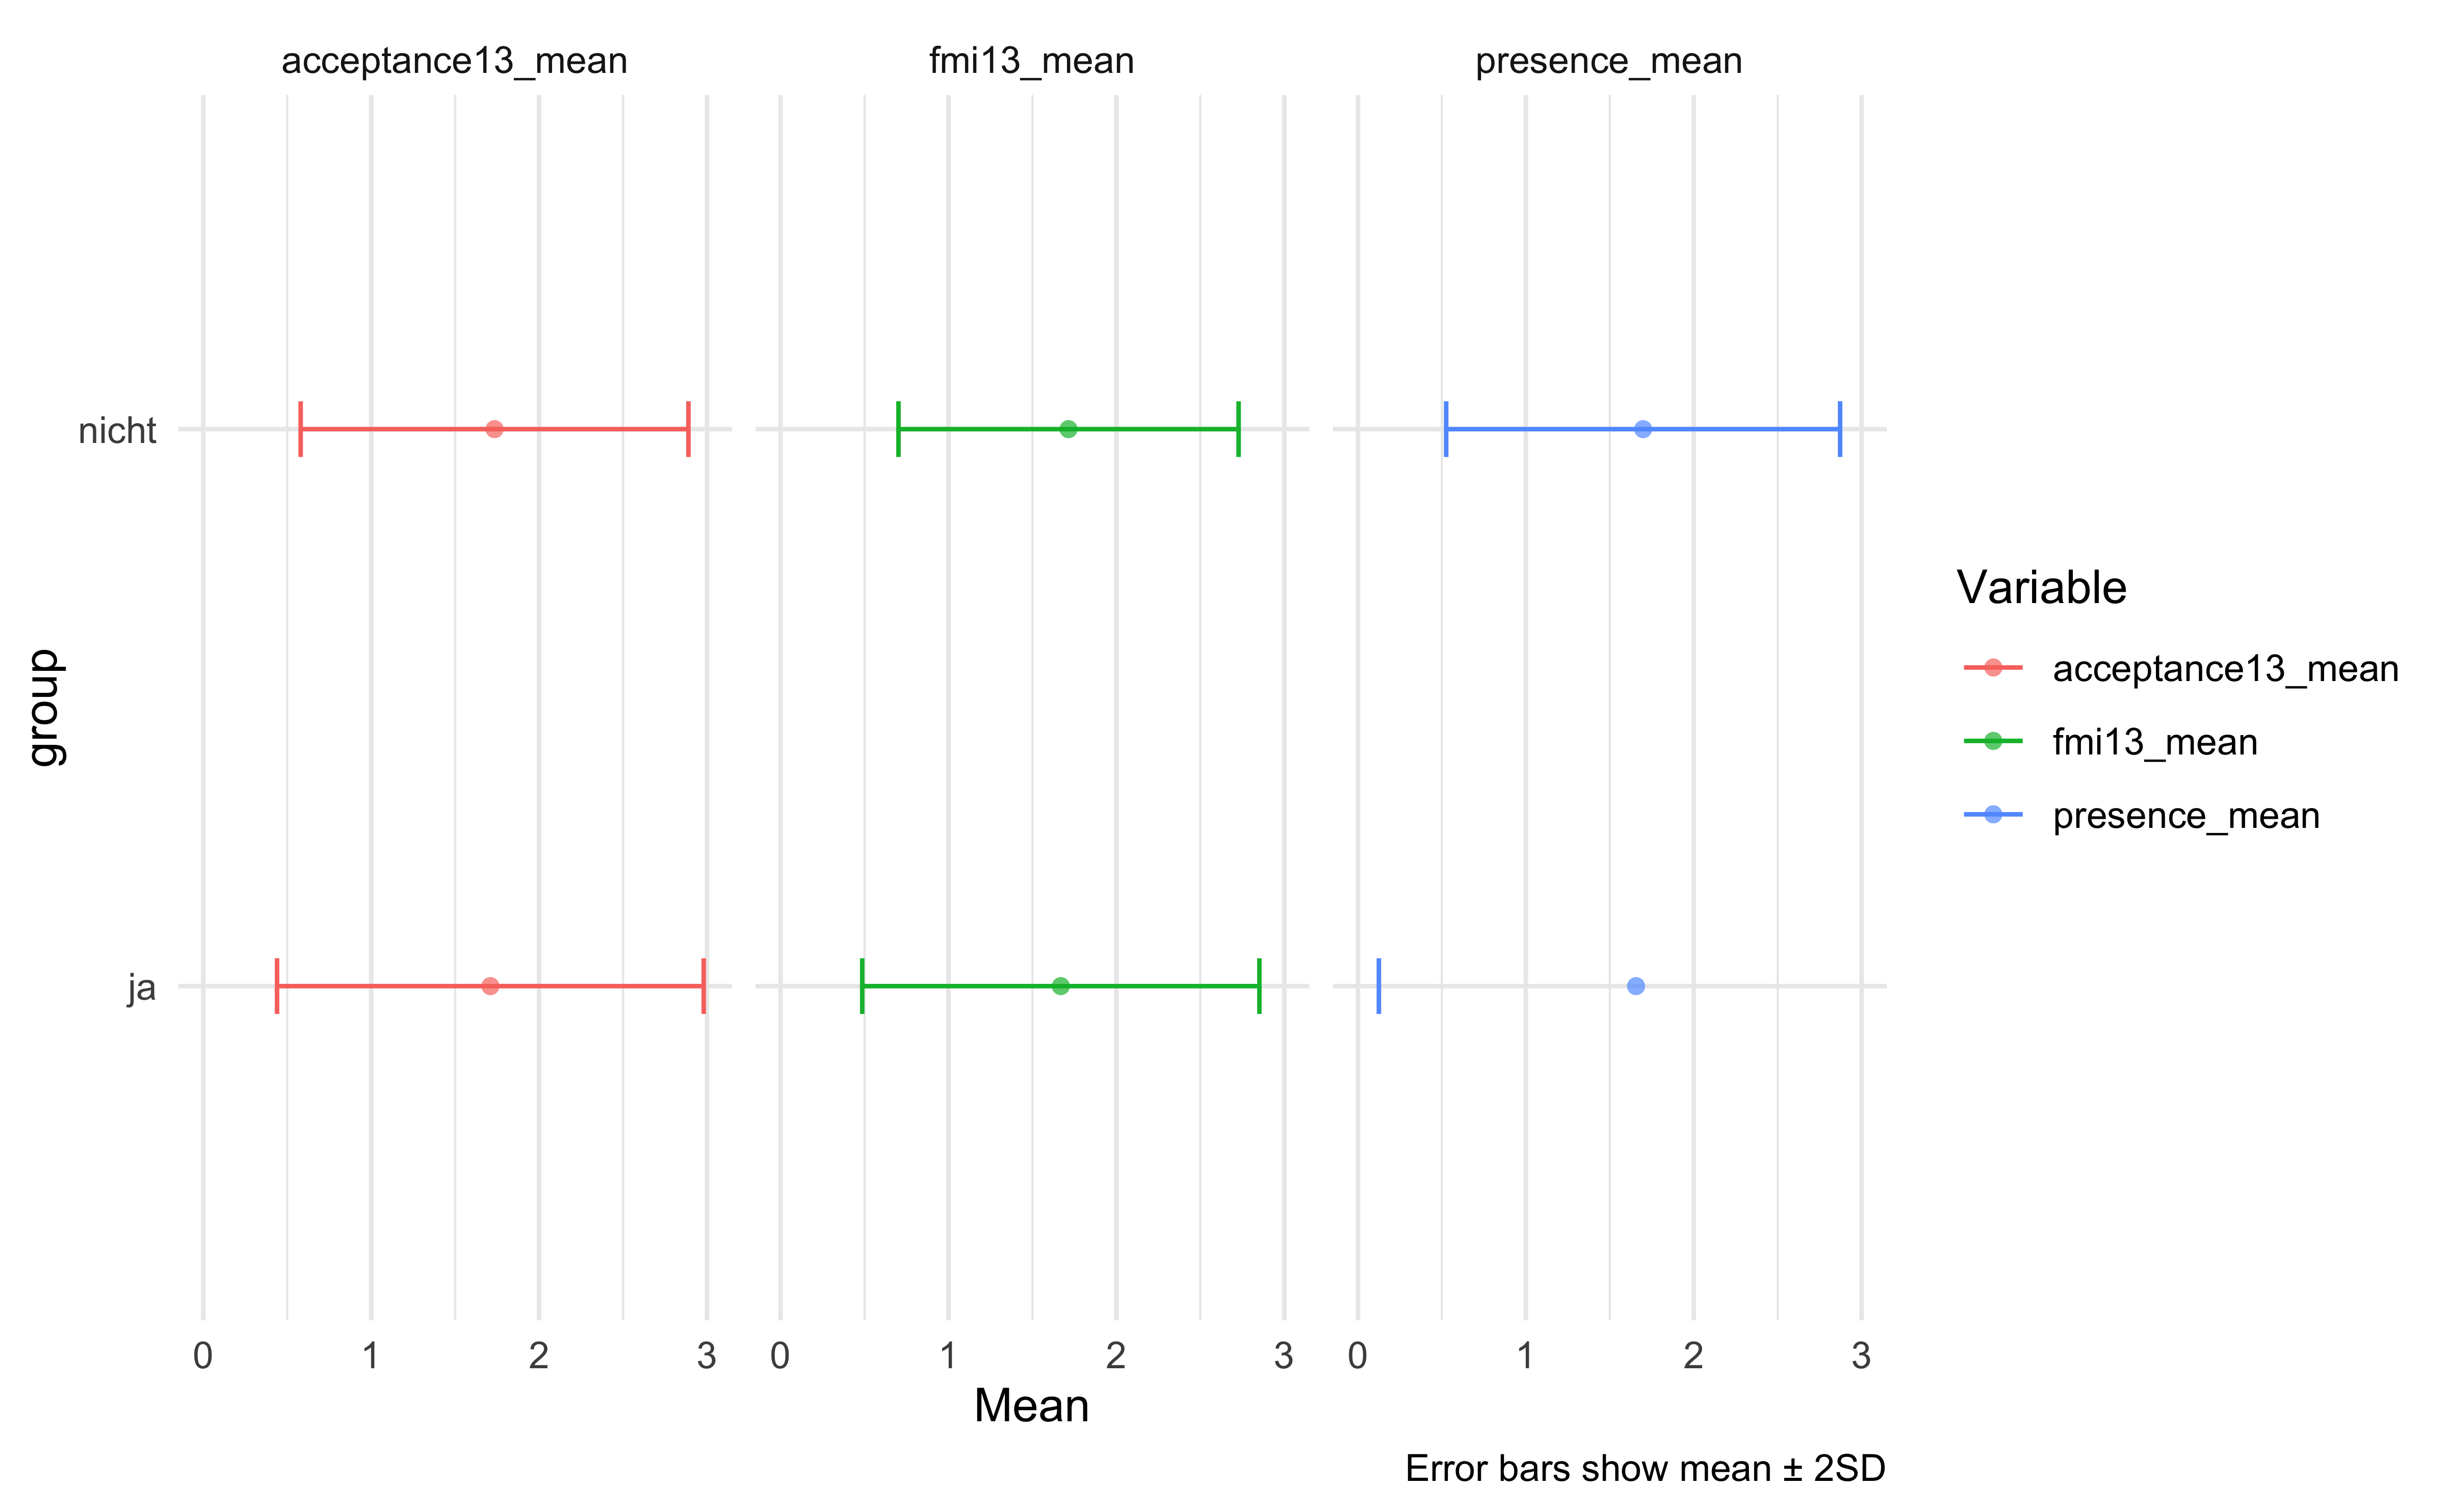 acceptance13_mean fmi13_mean presence_mean
group
nicht
ja
0 1 2 3 0 1 2 3 0 1 2 3
Mean
Error bars show mean ± 2SD
Variable
acceptance13_mean
fmi13_mean
presence_mean